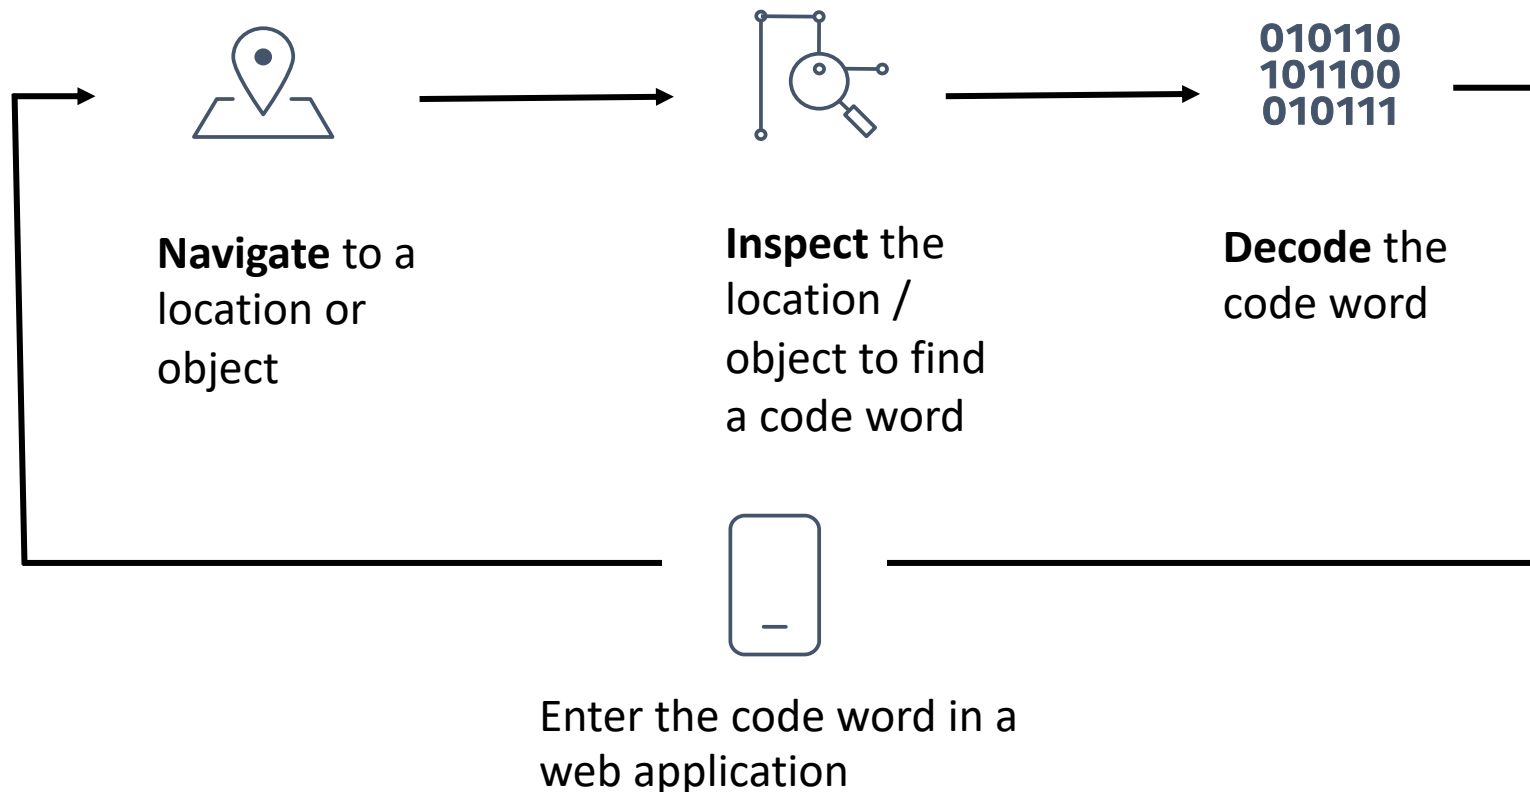 010110
101100
010111
Navigate to a
location or
object
Inspect the
location /
object to find
a code word
Decode the
code word
Enter the code word in a
web application